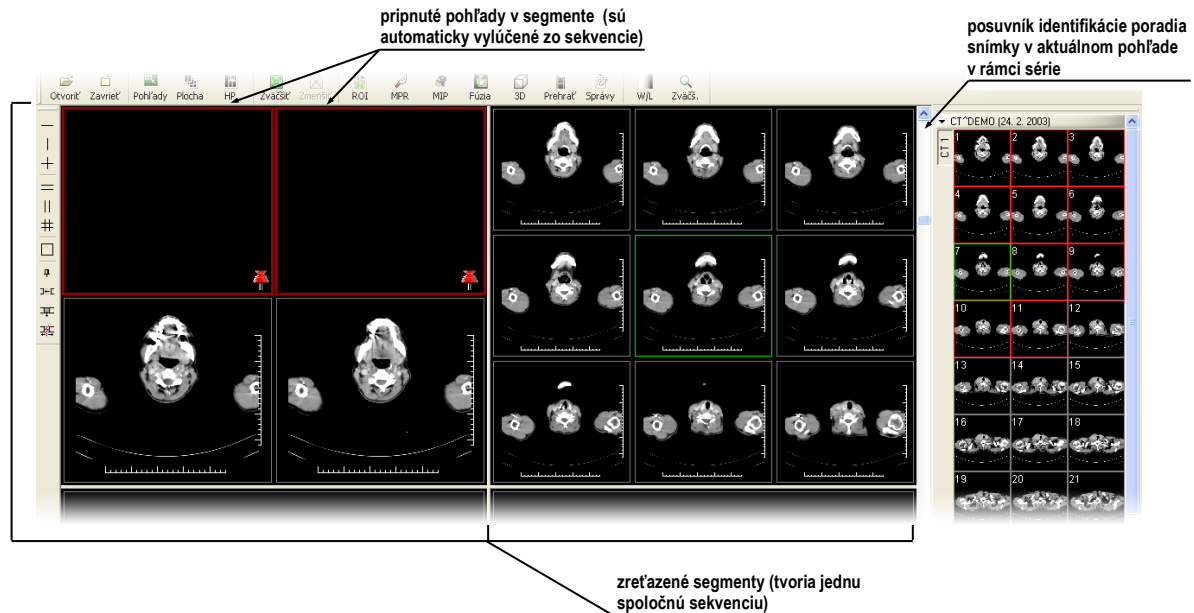 pripnuté pohľady v segmente (sú
automaticky vylúčené zo sekvencie)
posuvník identifikácie poradia
snímky v aktuálnom pohľade
v rámci série
Otvoriť Zavrieť Pohľady Plocha HP Zväčšiť Zmenšiť ROI MPR MIP Fúzia 3D Prehrať Správy W/L Zväčš.
CT^DEMO (24. 2. 2003)
CT 1
1 2 3
4 5 6
7 8 9
10 11 12
13 14 15
16 17 18
19 20 21
zreťazené segmenty (tvoria jednu
spoločnú sekvenciu)